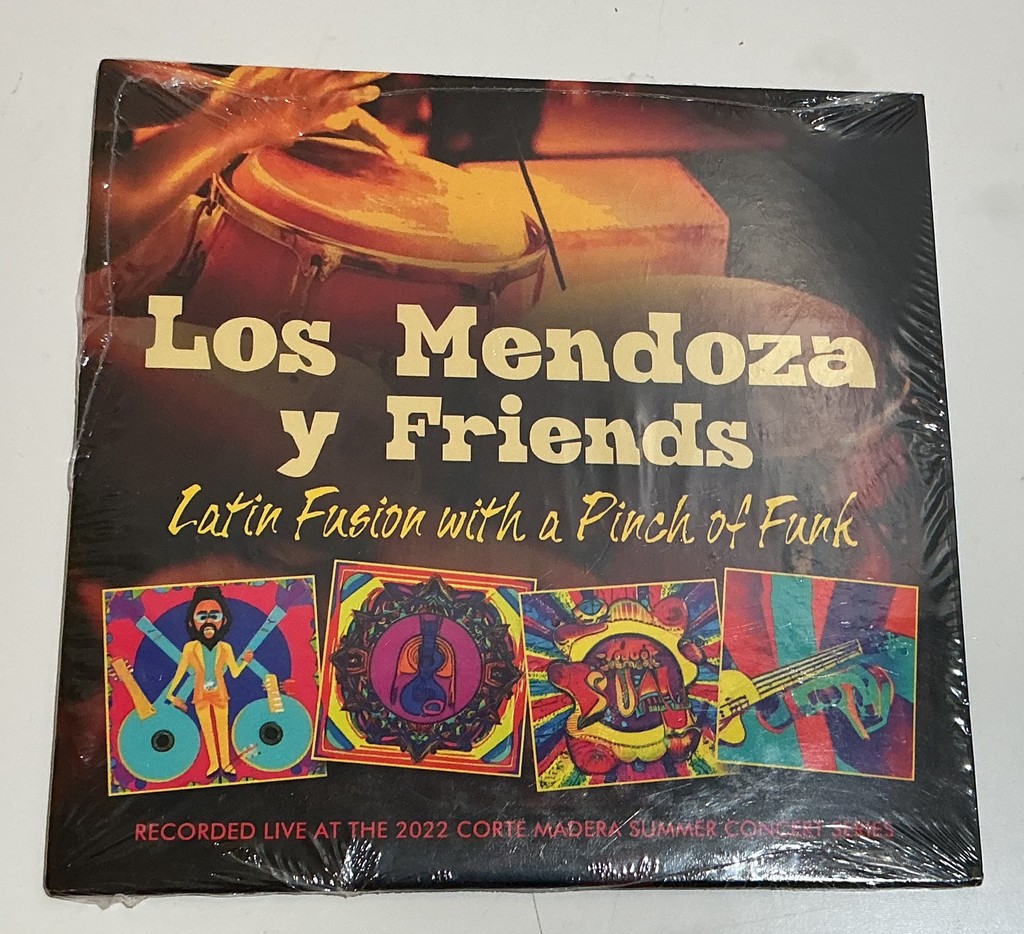 Los Mendoza
y Friends
Latin Fusion with a Pinch of Funk
RECORDED LIVE AT THE 2022 CORTE MADERA SUMMER CONCERT SERIES